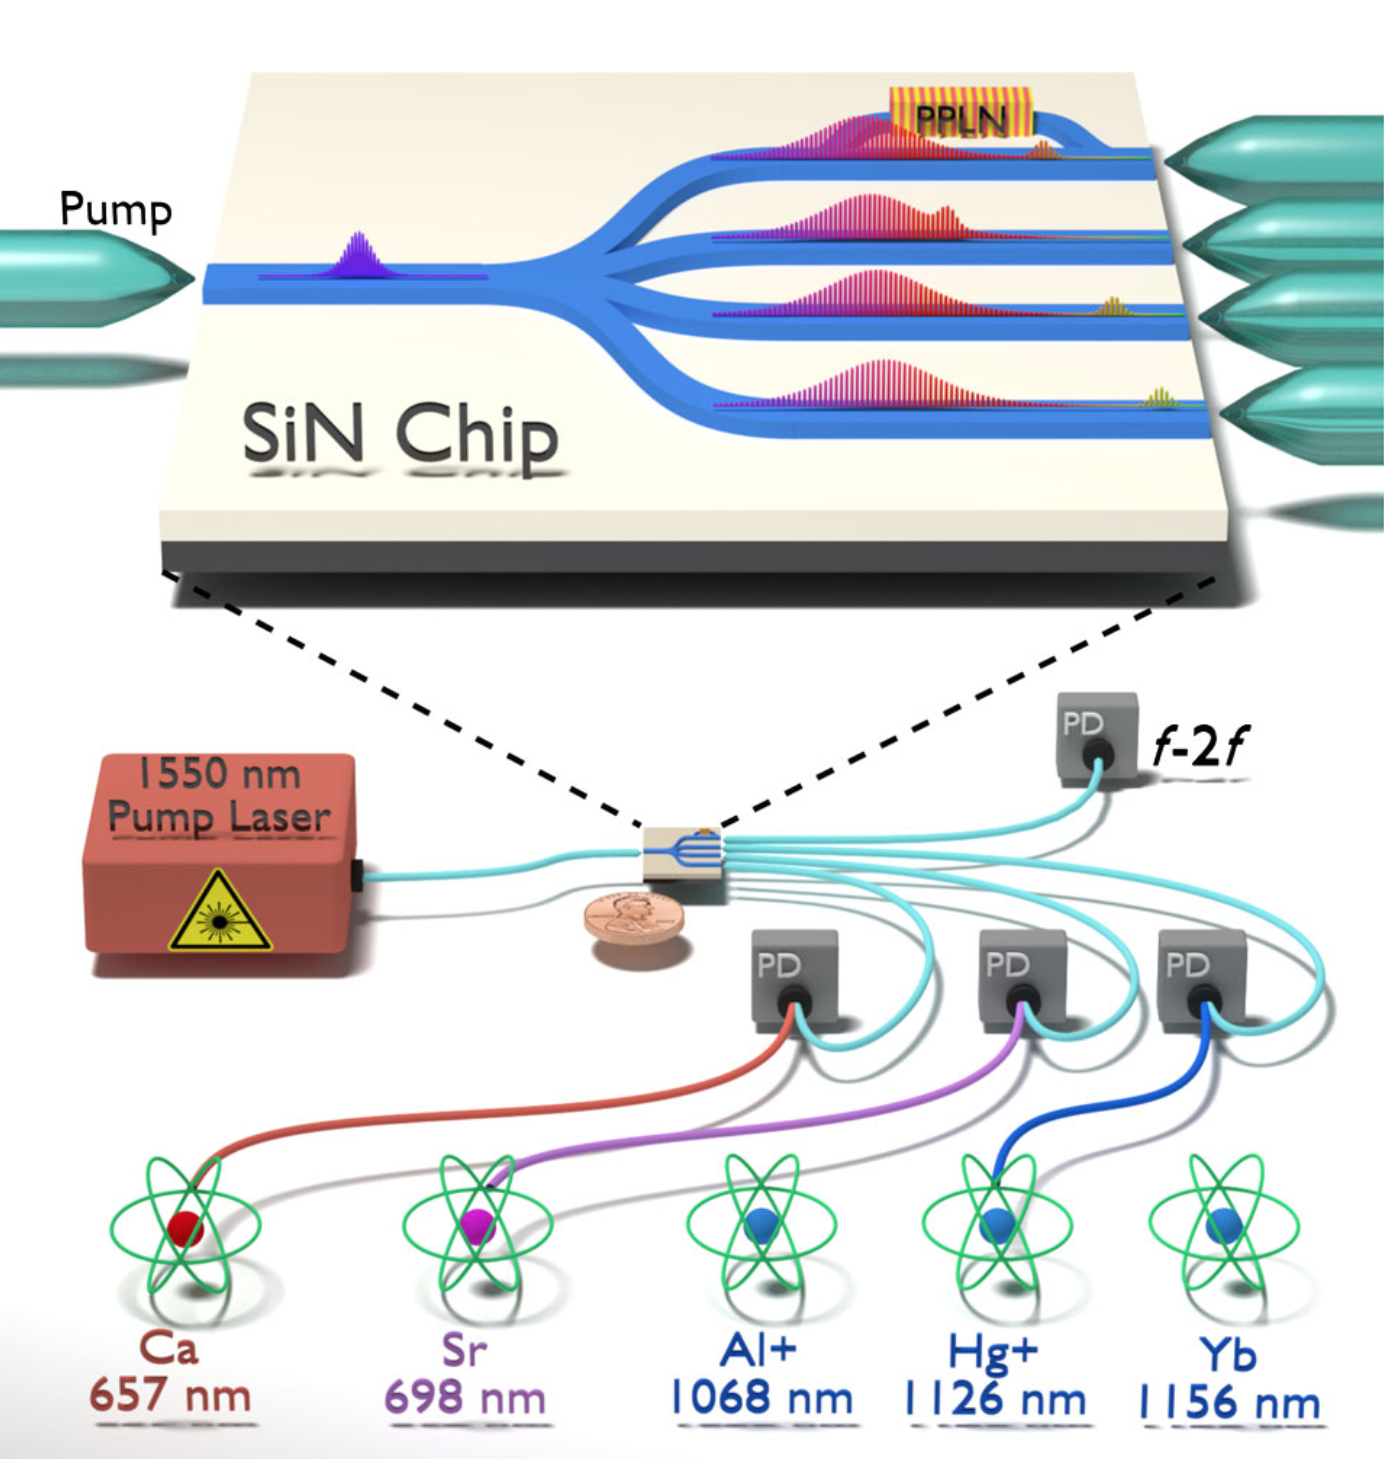 PPLN
Pump
SiN Chip
PD
f-2f
1550 nm
Pump Laser
PD
PD
PD
Ca
657 nm
Sr
698 nm
Al+
1068 nm
Hg+
1126 nm
Yb
1156 nm